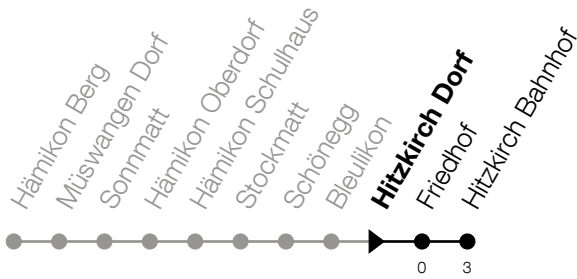 Hämikon Berg
Müswangen Dorf
Sonnmatt
Hämikon Oberdorf
Hämikon Schulhaus
Stockmatt
Schönegg
Bleulikon
Hitzkirch Dorf
Friedhof
Hitzkirch Bahnhof
0 3